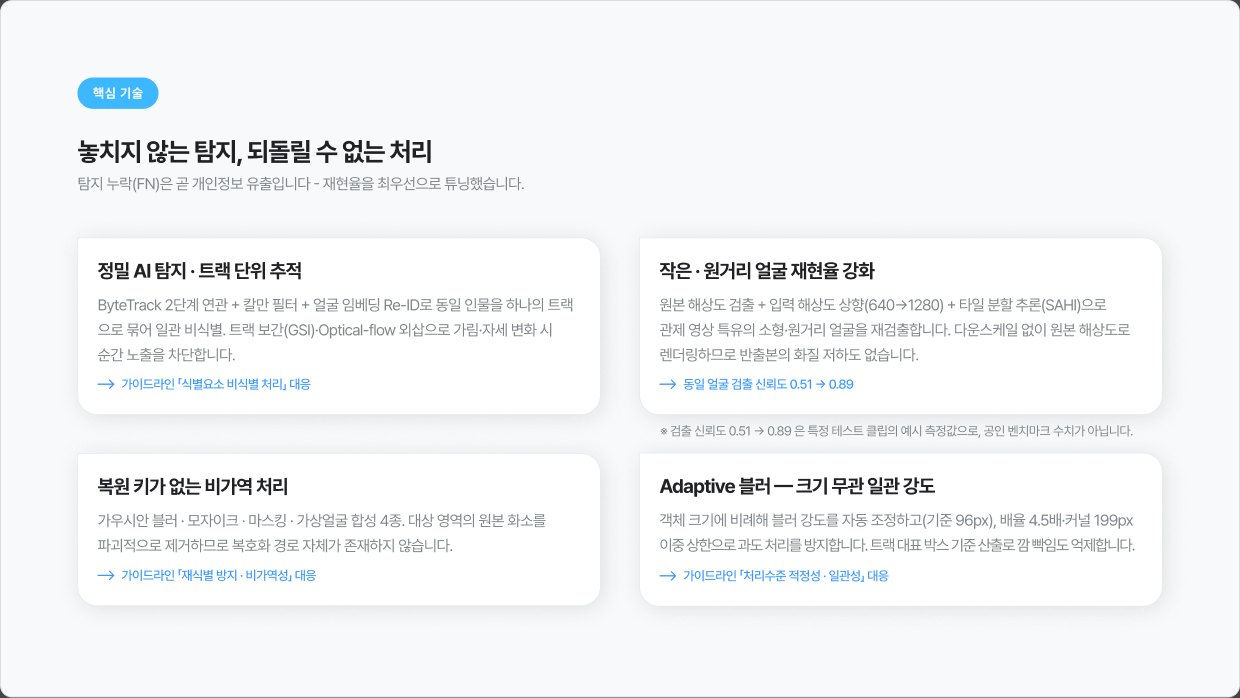 핵심 기술
놓치지 않는 탐지, 되돌릴 수 없는 처리
탐지 누락(FN)은 곧 개인정보 유출입니다 - 재현율을 최우선으로 튜닝했습니다.
정밀 AI 탐지 · 트랙 단위 추적
ByteTrack 2단계 연관 + 칼만 필터 + 얼굴 임베딩 Re-ID로 동일 인물을 하나의 트랙
으로 묶어 일관 비식별. 트랙 보간(GSI)·Optical-flow 외삽으로 가림·자세 변화 시
순간 노출을 차단합니다.
→ 가이드라인 「식별요소 비식별 처리」 대응
작은 · 원거리 얼굴 재현율 강화
원본 해상도 검출 + 입력 해상도 상향(640→1280) + 타일 분할 추론(SAHI)으로
관제 영상 특유의 소형·원거리 얼굴을 재검출합니다. 다운스케일 없이 원본 해상도로
렌더링하므로 반출본의 화질 저하도 없습니다.
→ 동일 얼굴 검출 신뢰도 0.51 → 0.89
※ 검출 신뢰도 0.51 → 0.89 은 특정 테스트 클립의 예시 측정값으로, 공인 벤치마크 수치가 아닙니다.
복원 키가 없는 비가역 처리
가우시안 블러 · 모자이크 · 마스킹 · 가상얼굴 합성 4종. 대상 영역의 원본 화소를
파괴적으로 제거하므로 복호화 경로 자체가 존재하지 않습니다.
→ 가이드라인 「재식별 방지 · 비가역성」 대응
Adaptive 블러 — 크기 무관 일관 강도
객체 크기에 비례해 블러 강도를 자동 조정하고(기준 96px), 배율 4.5배·커널 199px
이중 상한으로 과도 처리를 방지합니다. 트랙 대표 박스 기준 산출로 깜빡임도 억제합니다.
→ 가이드라인 「처리수준 적정성 · 일관성」 대응